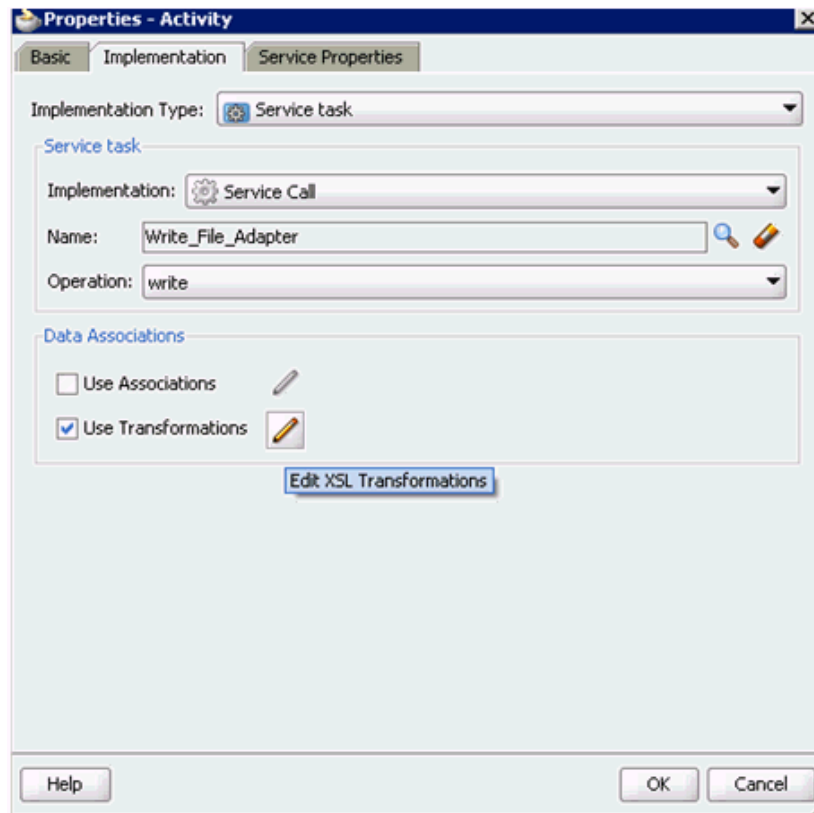 Properties - Activity
Basic Implementation Service Properties
Implementation Type: Service task
Service task
Implementation: Service Call
Name: Write_File_Adapter
Operation: write
Data Associations
Use Associations
Use Transformations
Edit XSL Transformations
Help OK Cancel